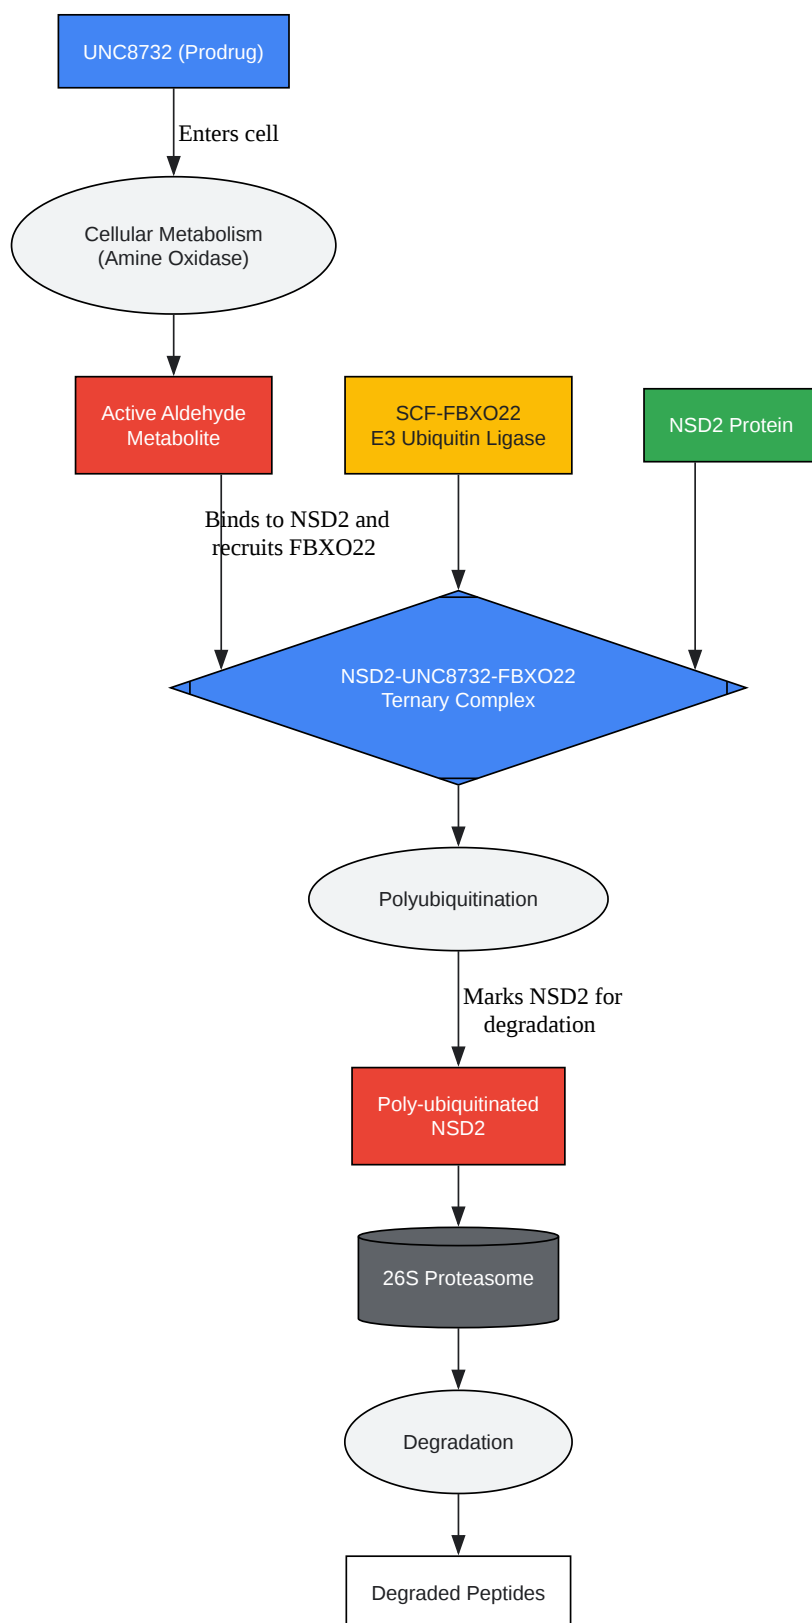 UNC8732 (Prodrug)
Enters cell
Cellular Metabolism
(Amine Oxidase)
Active Aldehyde
Metabolite
SCF-FBXO22
E3 Ubiquitin Ligase
NSD2 Protein
Binds to NSD2 and
recruits FBXO22
NSD2-UNC8732-FBXO22
Ternary Complex
Polyubiquitination
Marks NSD2 for
degradation
Poly-ubiquitinated
NSD2
26S Proteasome
Degradation
Degraded Peptides